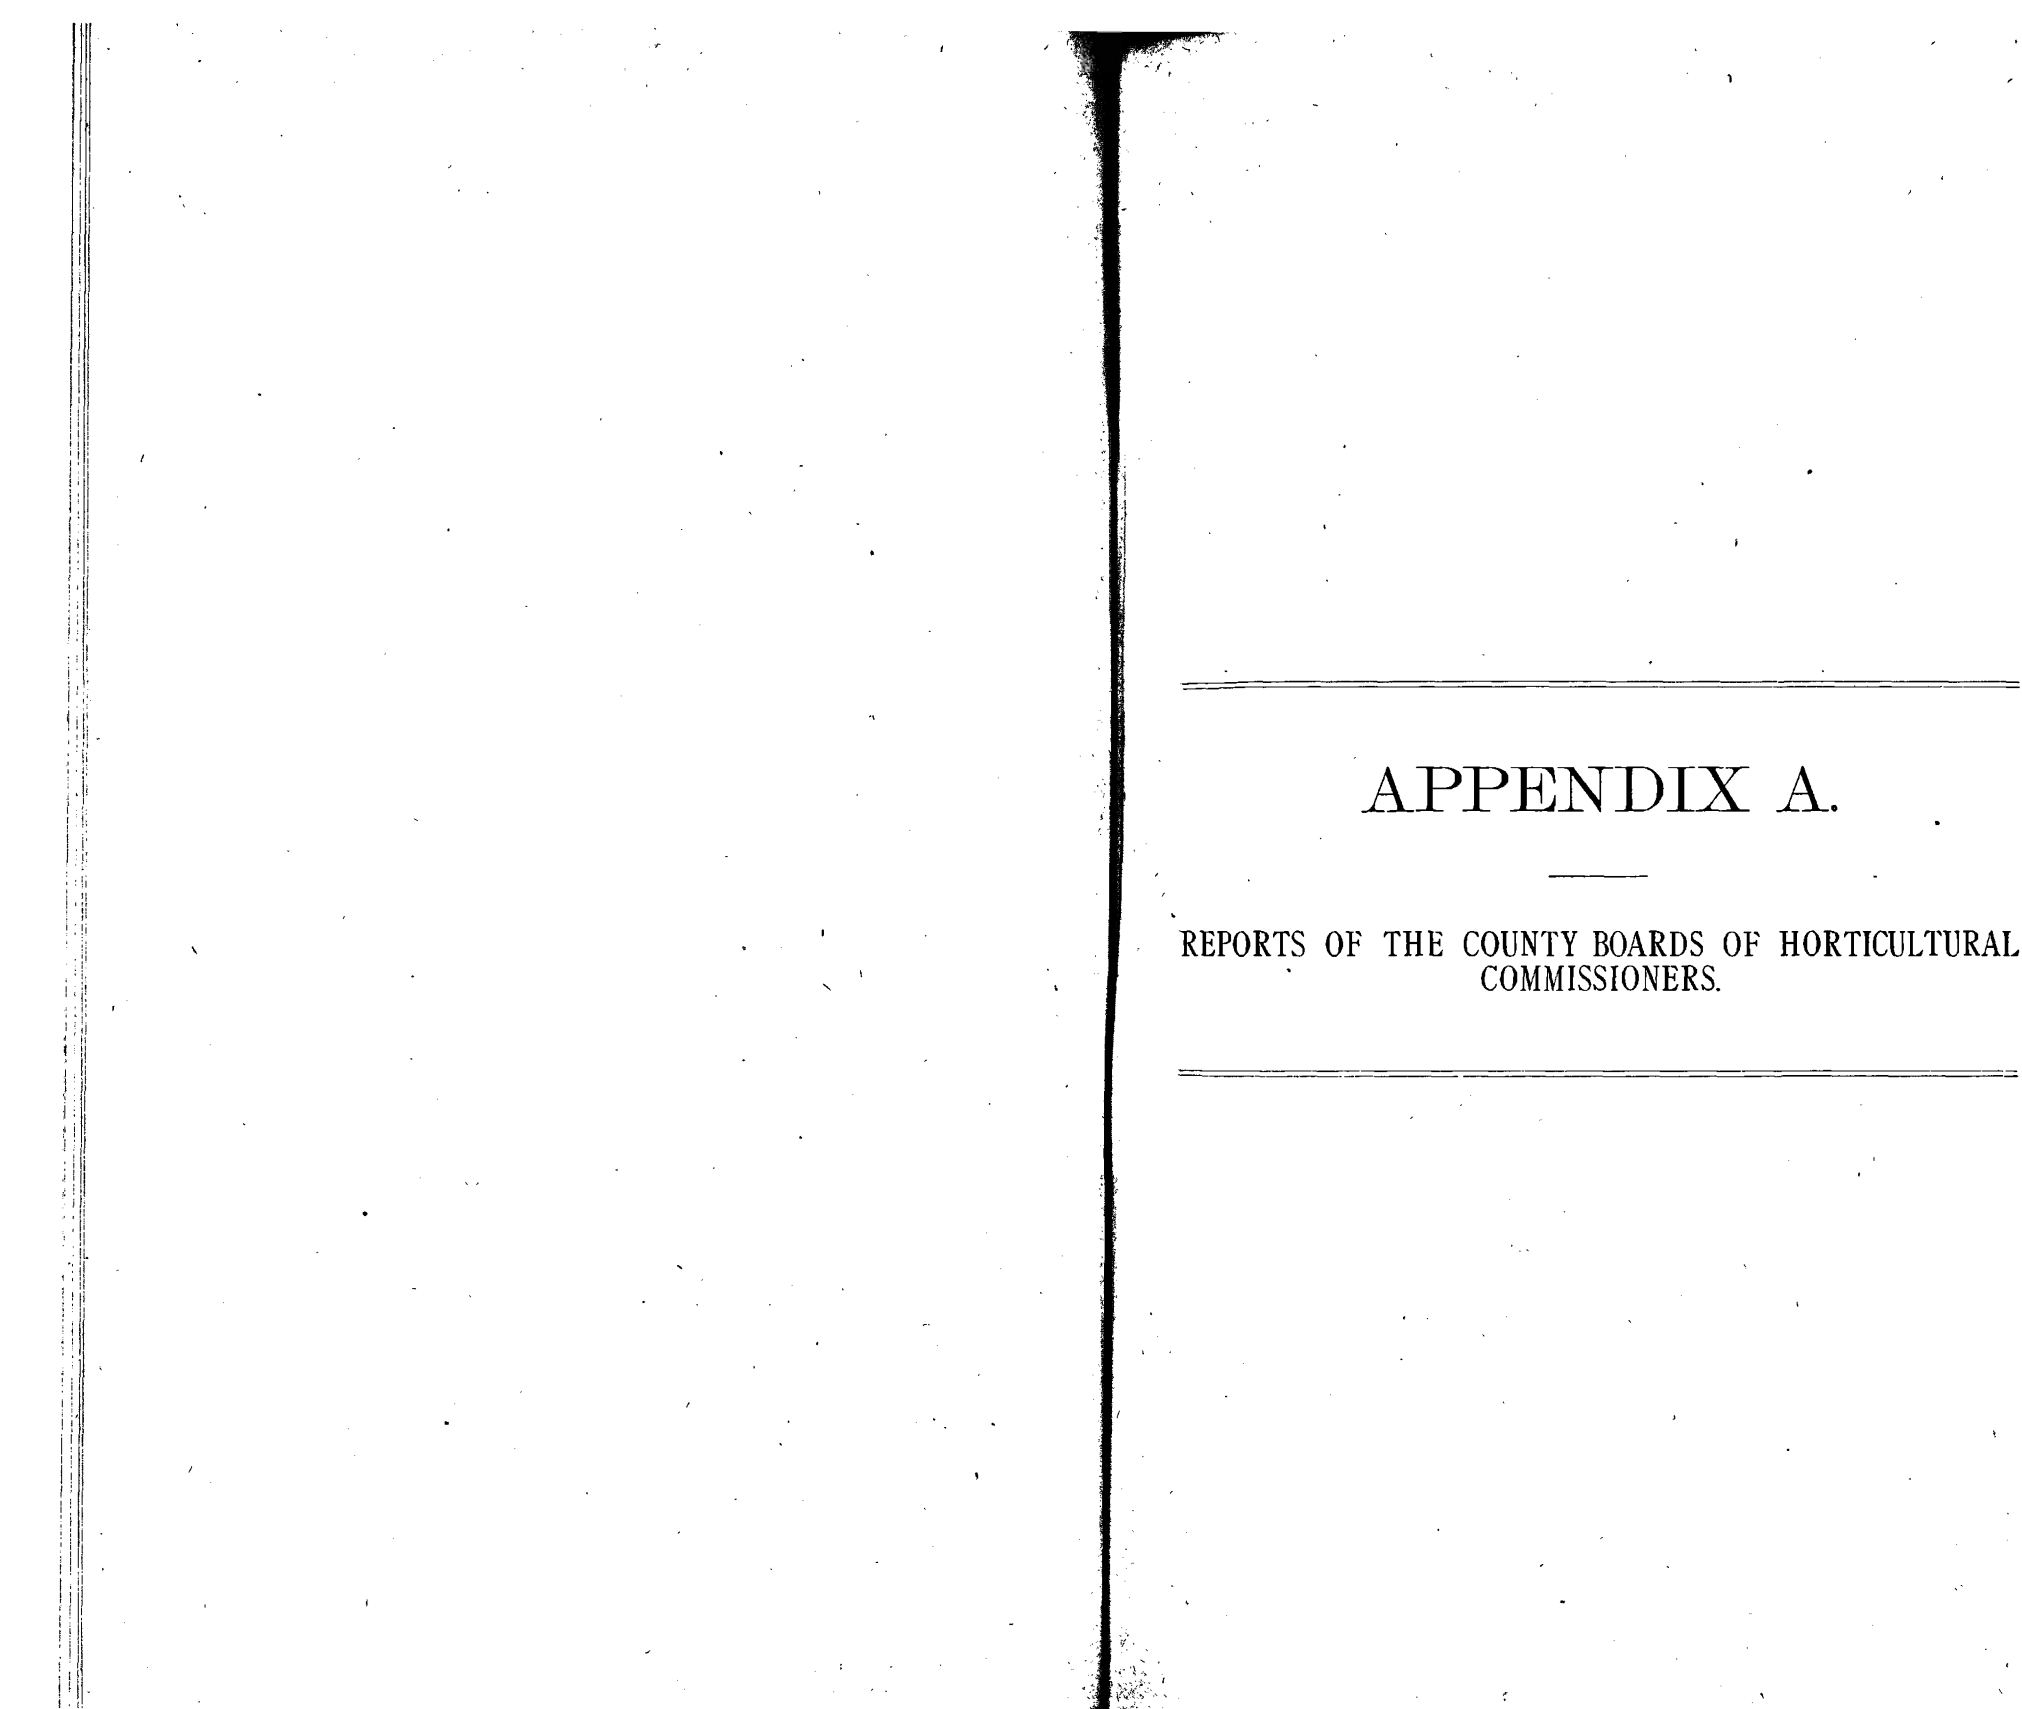 APPENDIX A.
REPORTS OF THE COUNTY BOARDS OF HORTICULTURAL
COMMISSIONERS.